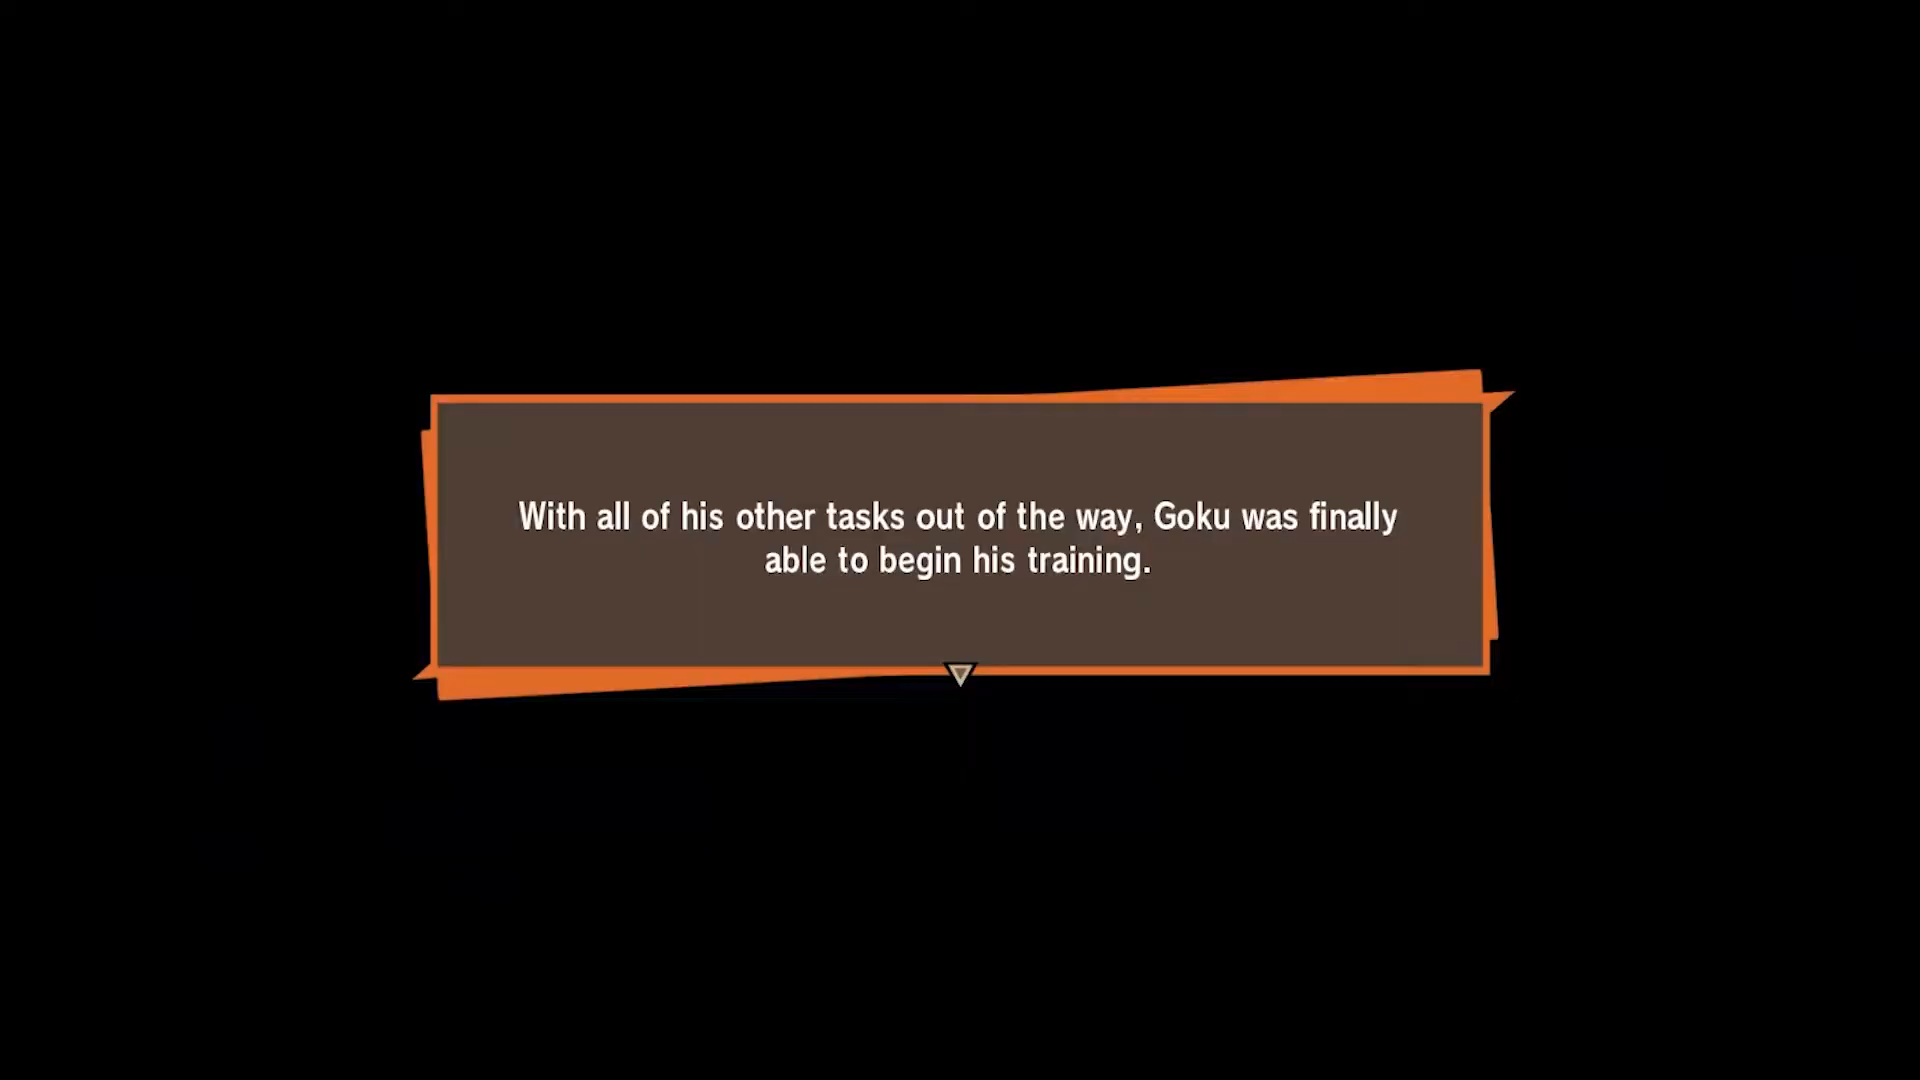 With all of his other tasks out of the way, Goku was finally
able to begin his training.